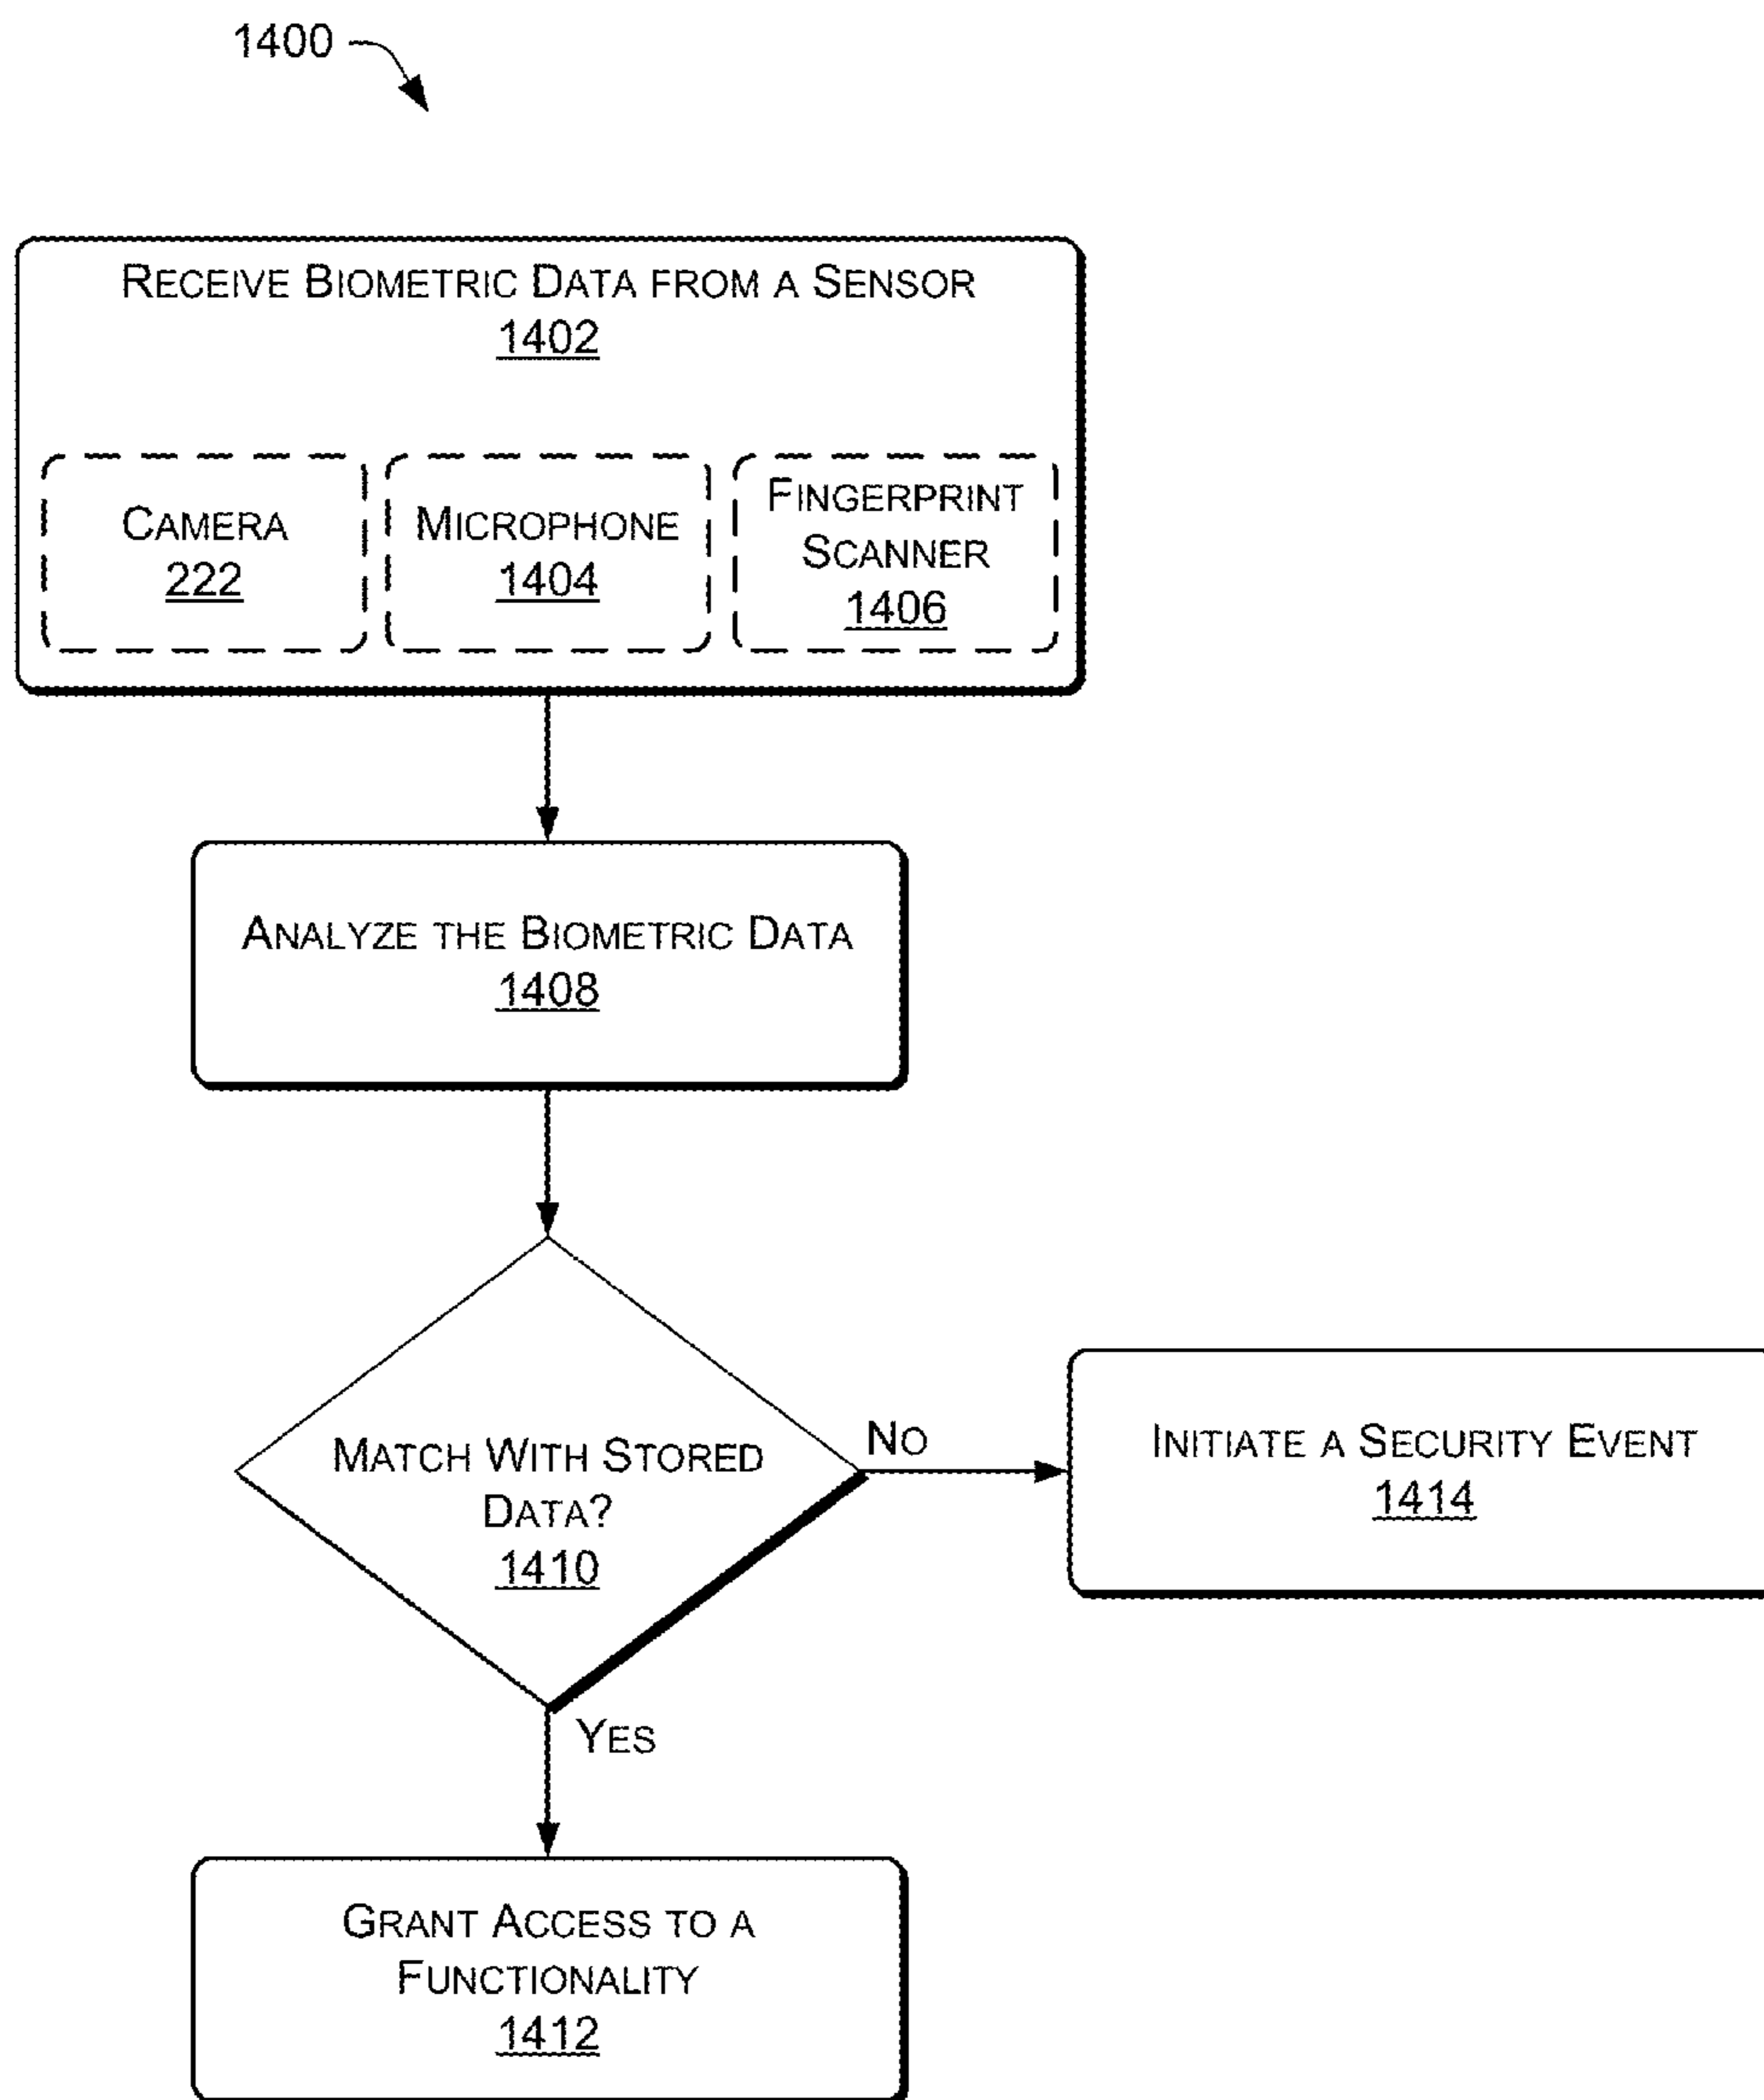 1400
RECEIVE BIOMETRIC DATA FROM A SENSOR
1402
CAMERA
222
MICROPHONE
1404
FINGERPRINT
SCANNER
1406
ANALYZE THE BIOMETRIC DATA
1408
MATCH WITH STORED
DATA?
1410
NO
INITIATE A SECURITY EVENT
1414
YES
GRANT ACCESS TO A
FUNCTIONALITY
1412